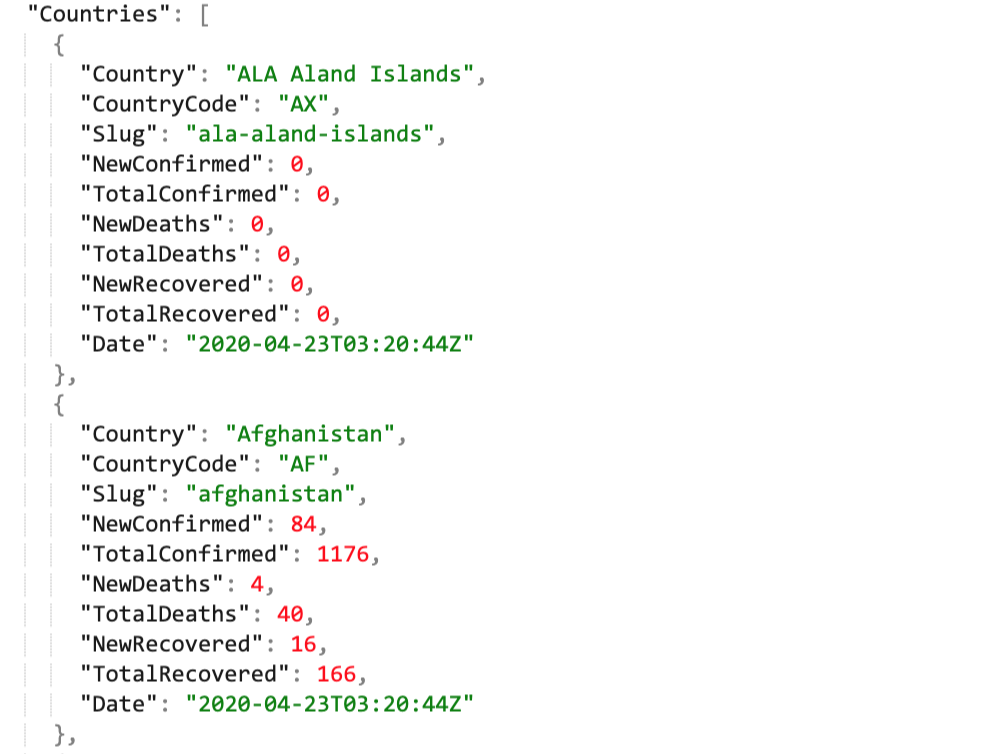 "Countries": [
{
"Country": "ALA Aland Islands",
"CountryCode": "AX",
"Slug": "ala-aland-islands",
"NewConfirmed": 0,
"TotalConfirmed": 0,
"NewDeaths": 0,
"TotalDeaths": 0,
"NewRecovered": 0,
"TotalRecovered": 0,
"Date": "2020-04-23T03:20:44Z"
},
{
"Country": "Afghanistan",
"CountryCode": "AF",
"Slug": "afghanistan",
"NewConfirmed": 84,
"TotalConfirmed": 1176,
"NewDeaths": 4,
"TotalDeaths": 40,
"NewRecovered": 16,
"TotalRecovered": 166,
"Date": "2020-04-23T03:20:44Z"
},